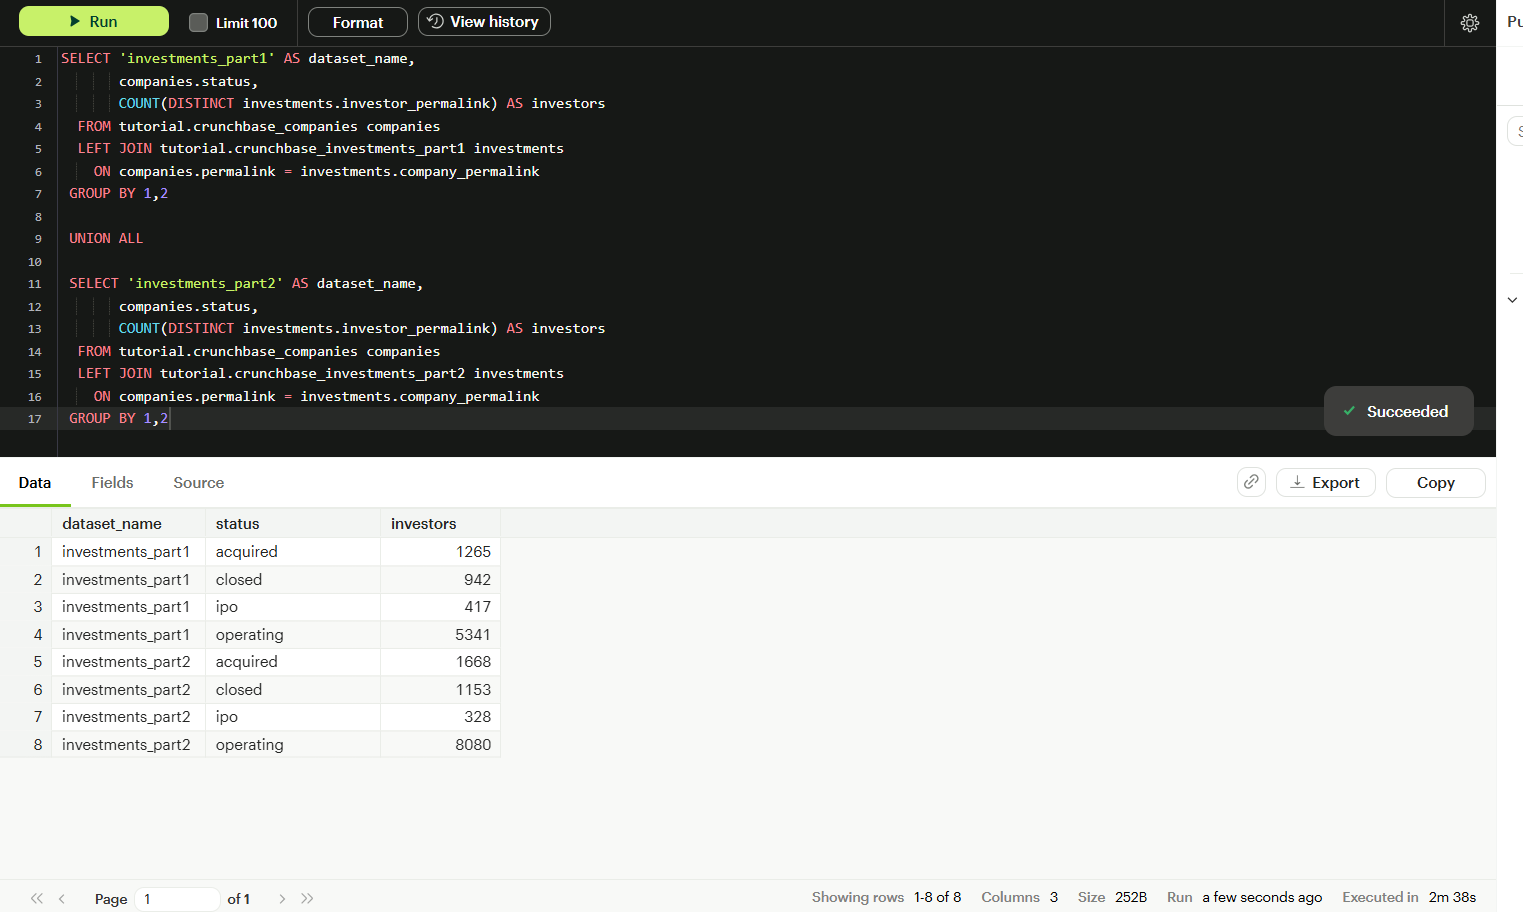 Run Limit 100 Format View history Pu
1 SELECT 'investments_part1' AS dataset_name,
2 companies.status,
3 COUNT(DISTINCT investments.investor_permalink) AS investors
4 FROM tutorial.crunchbase_companies companies
5 LEFT JOIN tutorial.crunchbase_investments_part1 investments
6 ON companies.permalink = investments.company_permalink
7 GROUP BY 1,2
8
9 UNION ALL
10
11 SELECT 'investments_part2' AS dataset_name,
12 companies.status,
13 COUNT(DISTINCT investments.investor_permalink) AS investors
14 FROM tutorial.crunchbase_companies companies
15 LEFT JOIN tutorial.crunchbase_investments_part2 investments
16 ON companies.permalink = investments.company_permalink
17 GROUP BY 1,2
Succeeded
Data Fields Source Export Copy
dataset_name status investors
1 investments_part1 acquired 1265
2 investments_part1 closed 942
3 investments_part1 ipo 417
4 investments_part1 operating 5341
5 investments_part2 acquired 1668
6 investments_part2 closed 1153
7 investments_part2 ipo 328
8 investments_part2 operating 8080
Page 1 of 1 Showing rows 1-8 of 8 Columns 3 Size 252B Run a few seconds ago Executed in 2m 38s